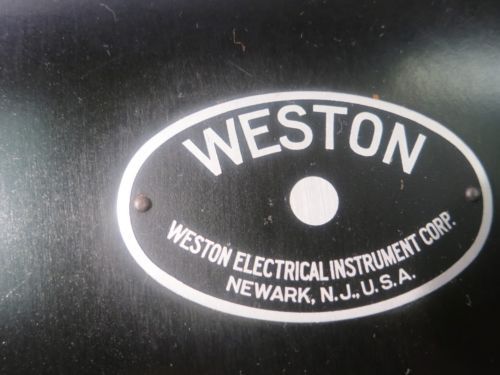 WESTON
WESTON ELECTRICAL INSTRUMENT CORP.
NEWARK, N.J., U.S.A.